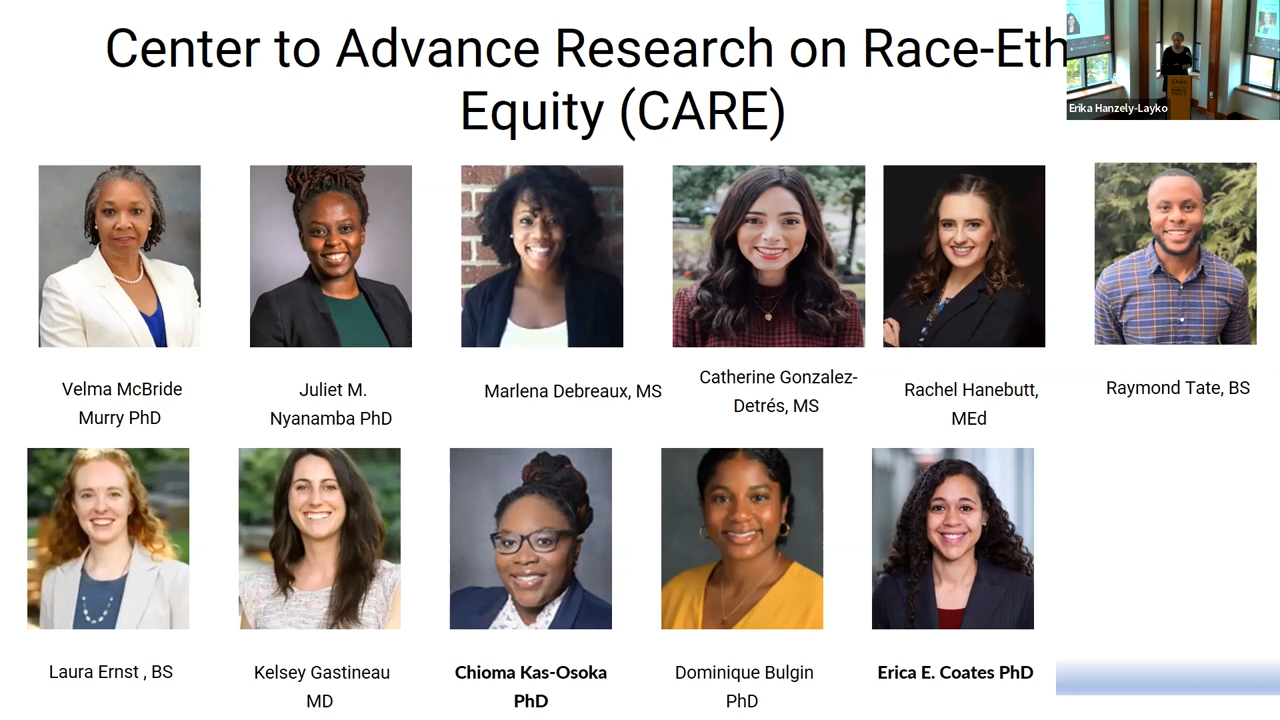 Center to Advance Research on Race-Eth
Equity (CARE)
Erika Hanzely-Layko
Velma McBride
Murry PhD
Juliet M.
Nyanamba PhD
Marlena Debreaux, MS
Catherine Gonzalez-
Detrés, MS
Rachel Hanebutt,
MEd
Raymond Tate, BS
Laura Ernst , BS
Kelsey Gastineau
MD
Chioma Kas-Osoka
PhD
Dominique Bulgin
PhD
Erica E. Coates PhD